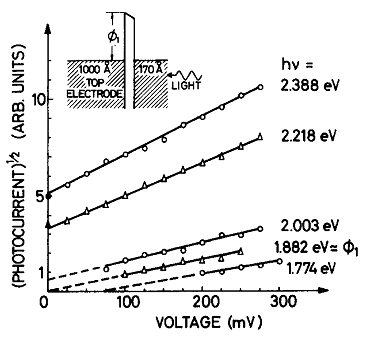 ϕ₁
1000 Å
TOP
ELECTRODE
170 Å
LIGHT
hν =
2.388 eV
2.218 eV
2.003 eV
1.882 eV = ϕ₁
1.774 eV
(PHOTOCURRENT)^1/2 (ARB. UNITS)
10
5
1
0 100 200 300
VOLTAGE (mV)